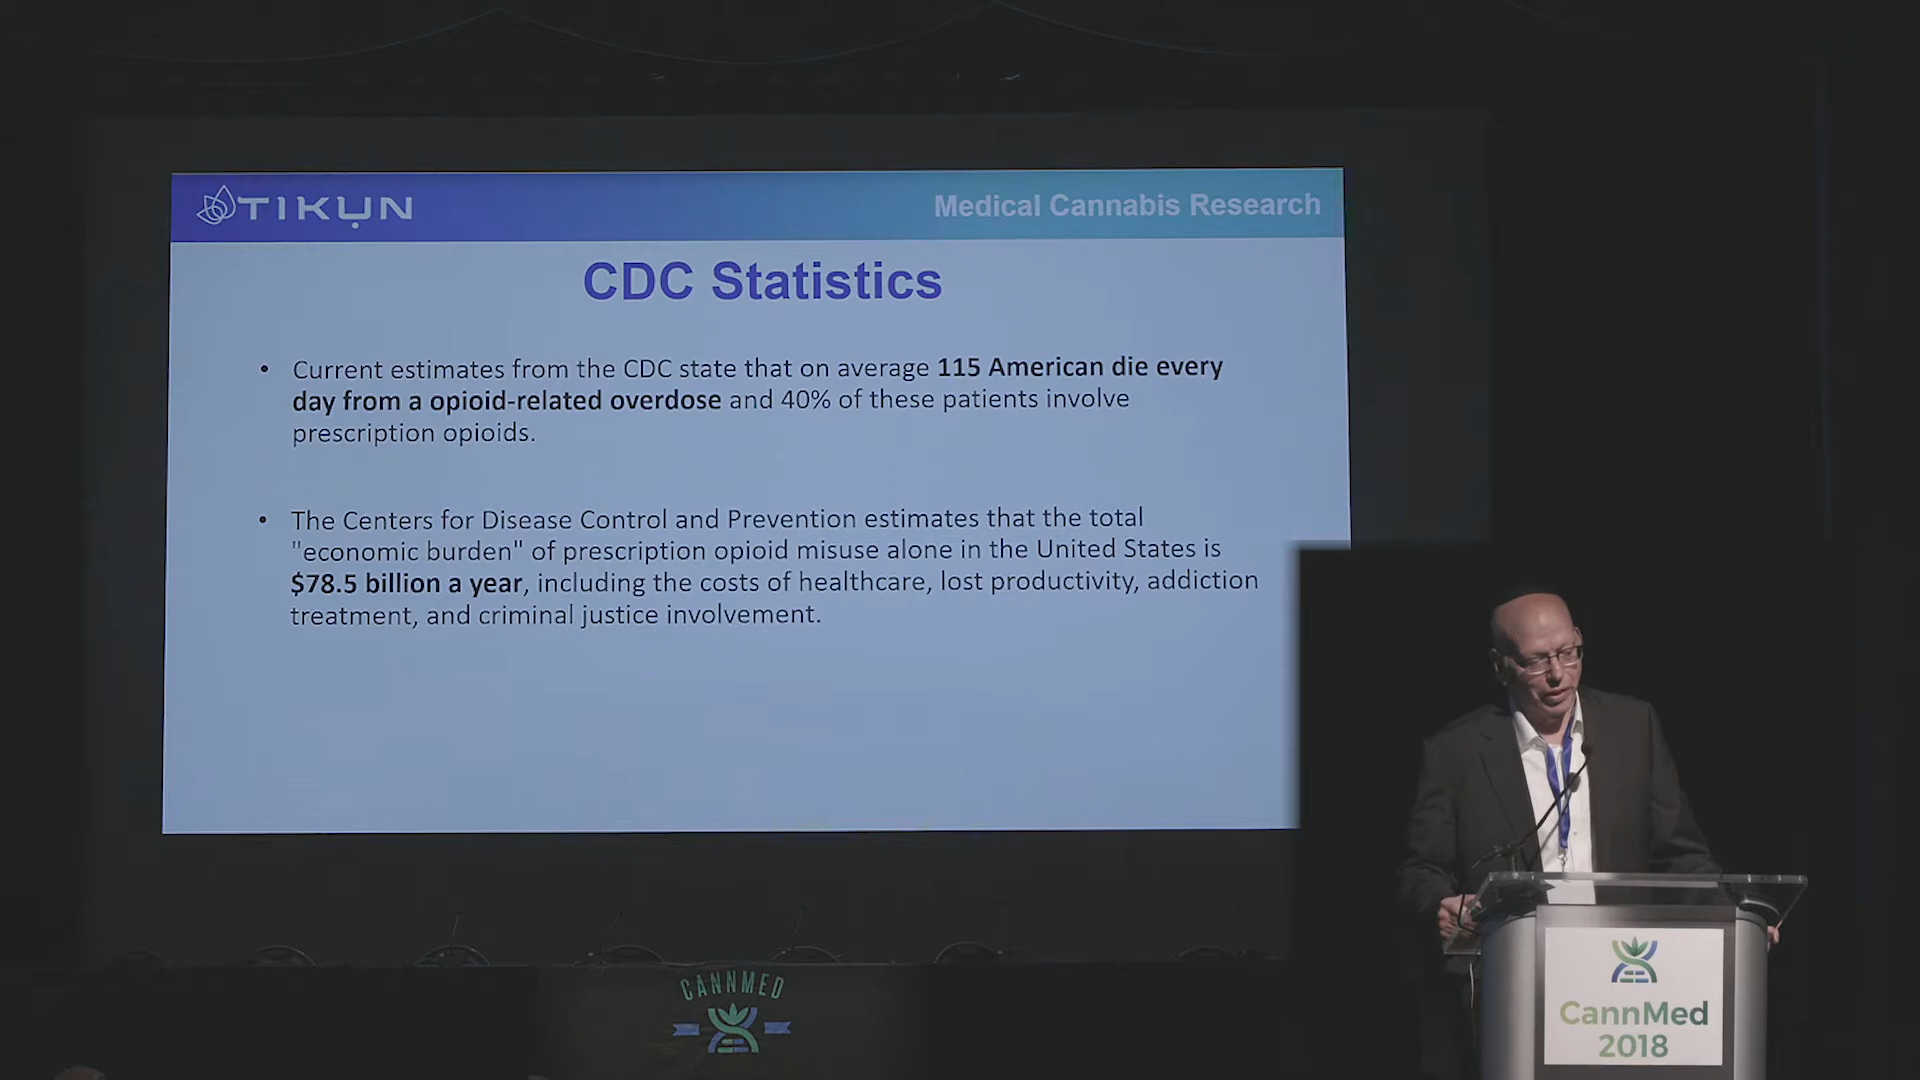 TIKUN
Medical Cannabis Research
CDC Statistics
• Current estimates from the CDC state that on average 115 American die every
day from a opioid-related overdose and 40% of these patients involve
prescription opioids.
• The Centers for Disease Control and Prevention estimates that the total
"economic burden" of prescription opioid misuse alone in the United States is
$78.5 billion a year, including the costs of healthcare, lost productivity, addiction
treatment, and criminal justice involvement.
CANNMED
CannMed
2018